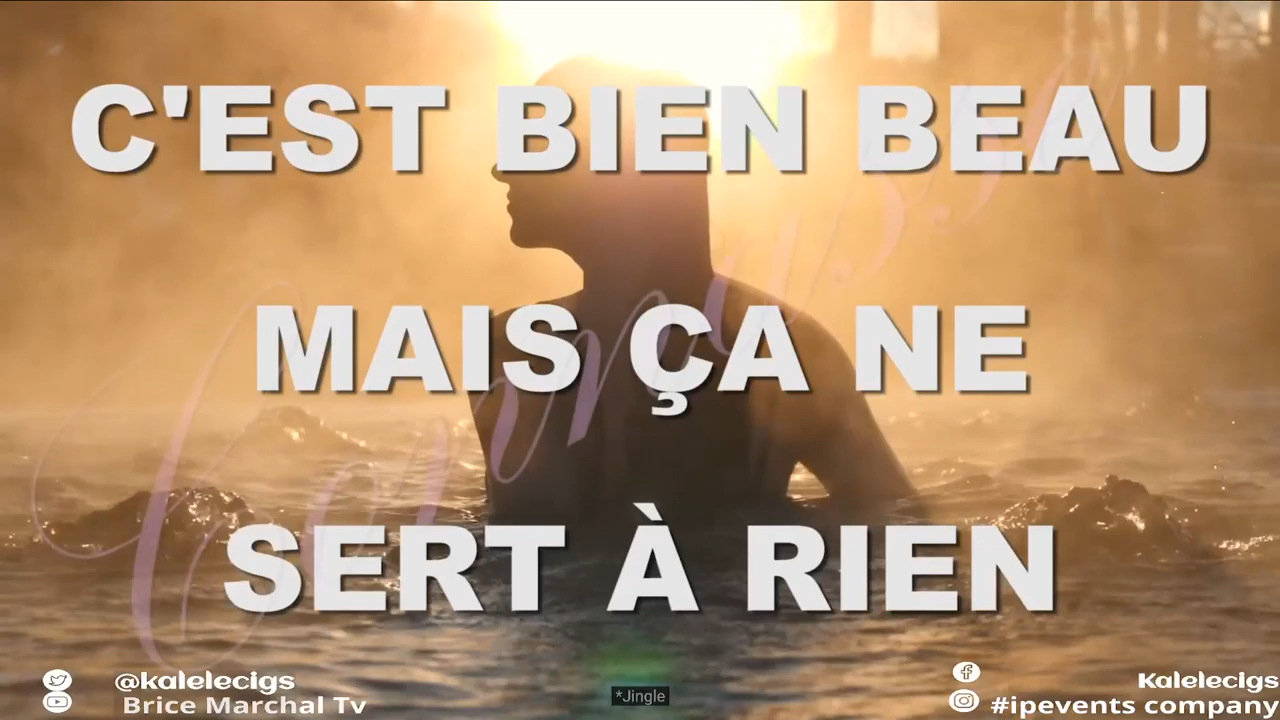 C'EST BIEN BEAU
MAIS ÇA NE
SERT À RIEN
@kalelecigs
Brice Marchal Tv
*Jingle
Kalelecigs
#ipevents company